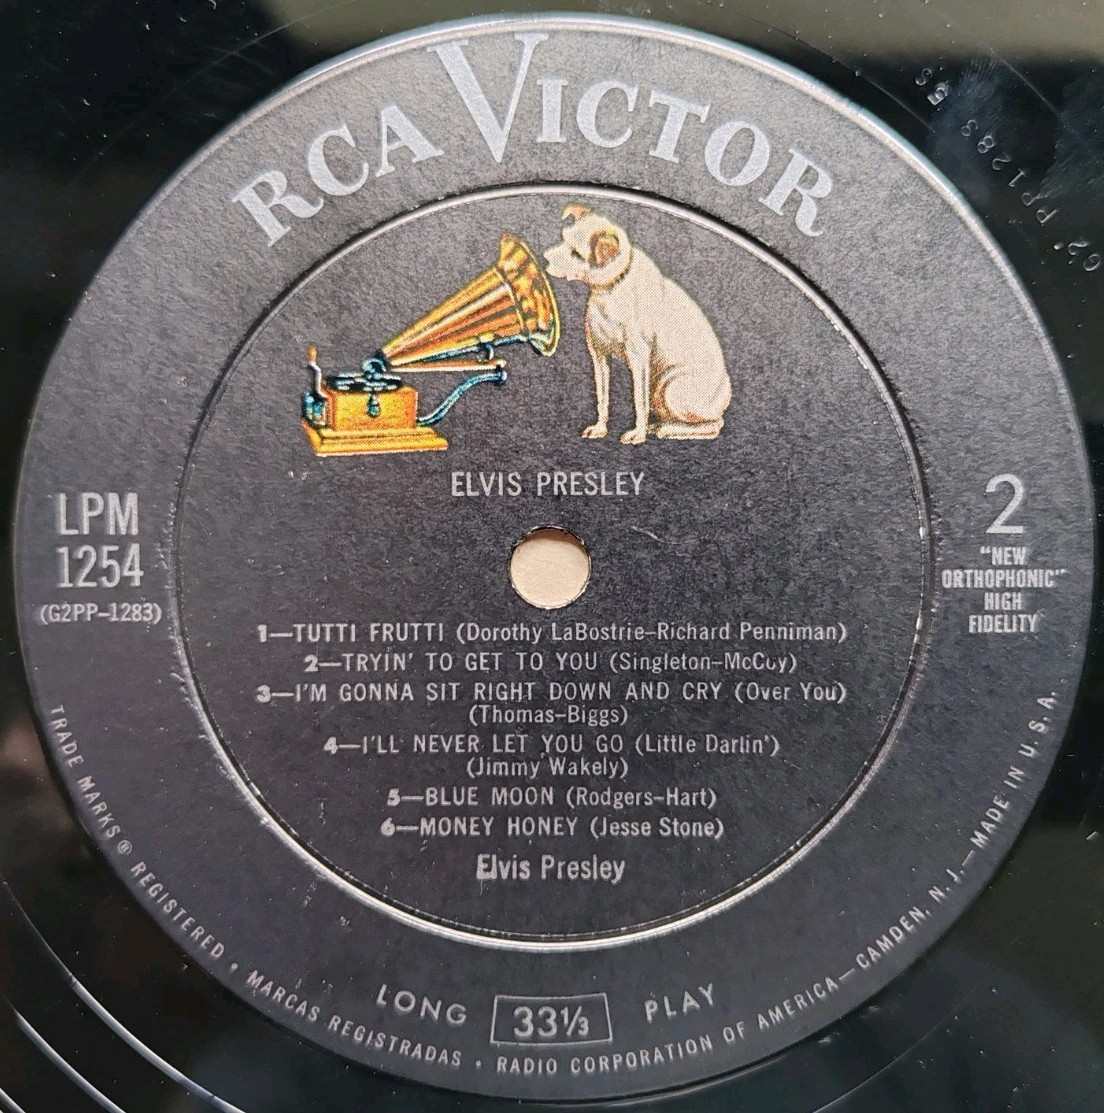 RCA VICTOR
ELVIS PRESLEY
LPM
1254
(G2PP-1283)
2
"NEW
ORTHOPHONIC"
HIGH
FIDELITY
1—TUTTI FRUTTI (Dorothy LaBostrie-Richard Penniman)
2—TRYIN' TO GET TO YOU (Singleton-McCoy)
3—I'M GONNA SIT RIGHT DOWN AND CRY (Over You)
(Thomas-Biggs)
4—I'LL NEVER LET YOU GO (Little Darlin')
(Jimmy Wakely)
5—BLUE MOON (Rodgers-Hart)
6—MONEY HONEY (Jesse Stone)
Elvis Presley
LONG 33⅓ PLAY
TRADE MARKS ® REGISTERED • MARCAS REGISTRADAS • RADIO CORPORATION OF AMERICA—CAMDEN, N. J.—MADE IN U. S. A.